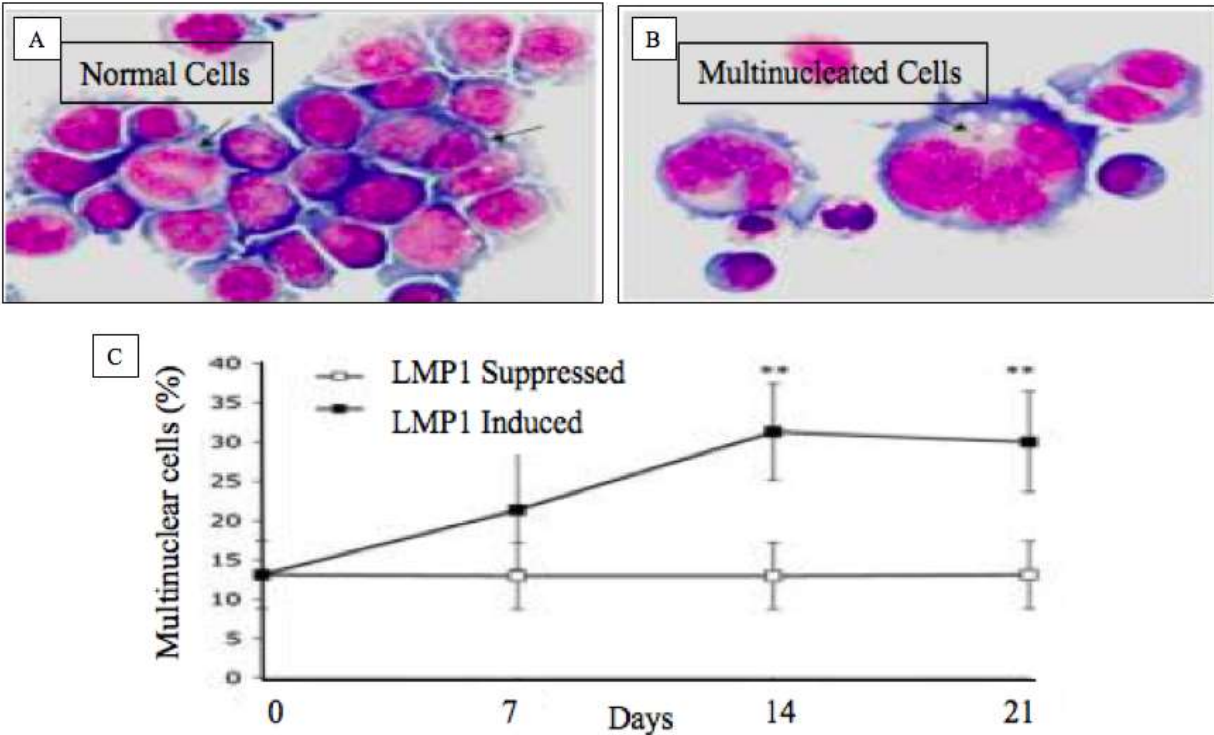 A
Normal Cells
B
Multinucleated Cells
C
Multinuclear cells (%)
40
35
30
25
20
15
10
5
0
LMP1 Suppressed
LMP1 Induced
**
**
0
7
Days
14
21